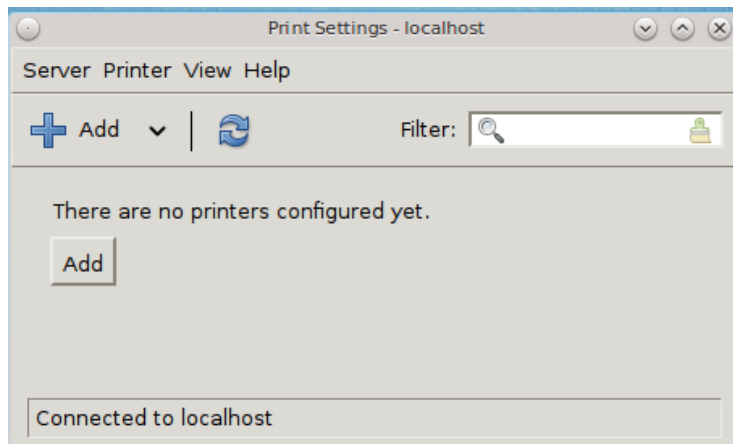 Print Settings - localhost
Server Printer View Help
Add Filter:
There are no printers configured yet.
Add
Connected to localhost